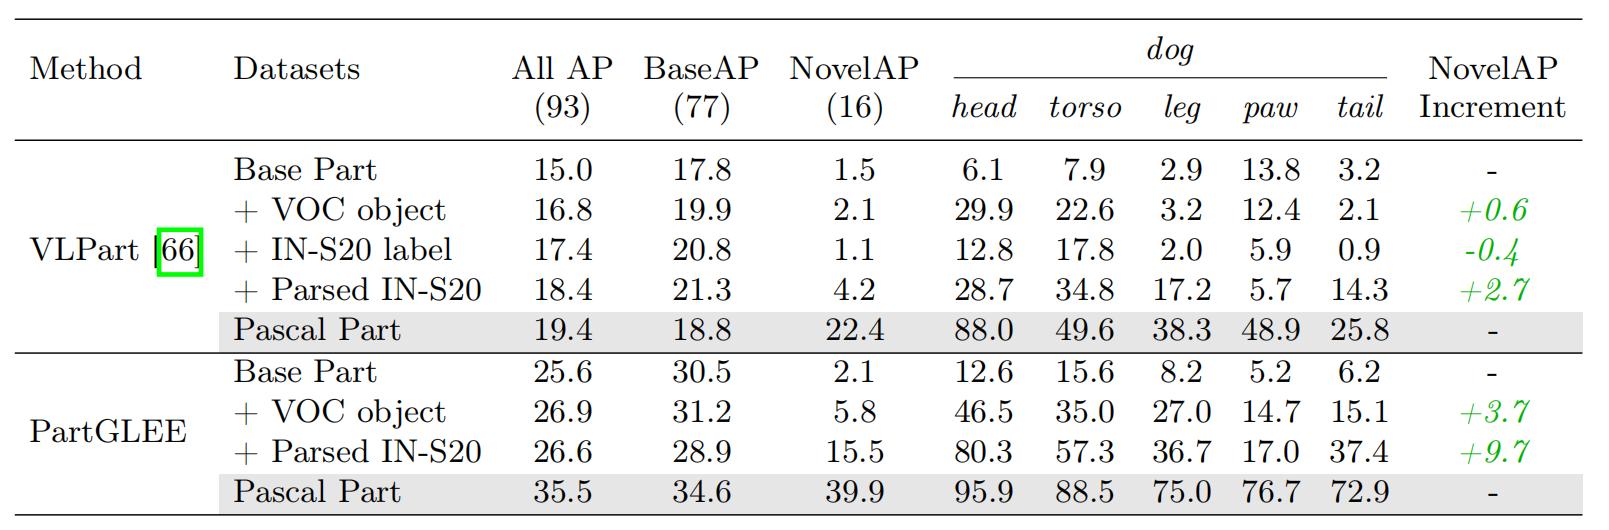 Method Datasets All AP BaseAP NovelAP dog NovelAP
(93) (77) (16) head torso leg paw tail Increment
Base Part 15.0 17.8 1.5 6.1 7.9 2.9 13.8 3.2 -
+ VOC object 16.8 19.9 2.1 29.9 22.6 3.2 12.4 2.1 +0.6
VLPart [66] + IN-S20 label 17.4 20.8 1.1 12.8 17.8 2.0 5.9 0.9 -0.4
+ Parsed IN-S20 18.4 21.3 4.2 28.7 34.8 17.2 5.7 14.3 +2.7
Pascal Part 19.4 18.8 22.4 88.0 49.6 38.3 48.9 25.8 -
Base Part 25.6 30.5 2.1 12.6 15.6 8.2 5.2 6.2 -
+ VOC object 26.9 31.2 5.8 46.5 35.0 27.0 14.7 15.1 +3.7
PartGLEE
+ Parsed IN-S20 26.6 28.9 15.5 80.3 57.3 36.7 17.0 37.4 +9.7
Pascal Part 35.5 34.6 39.9 95.9 88.5 75.0 76.7 72.9 -